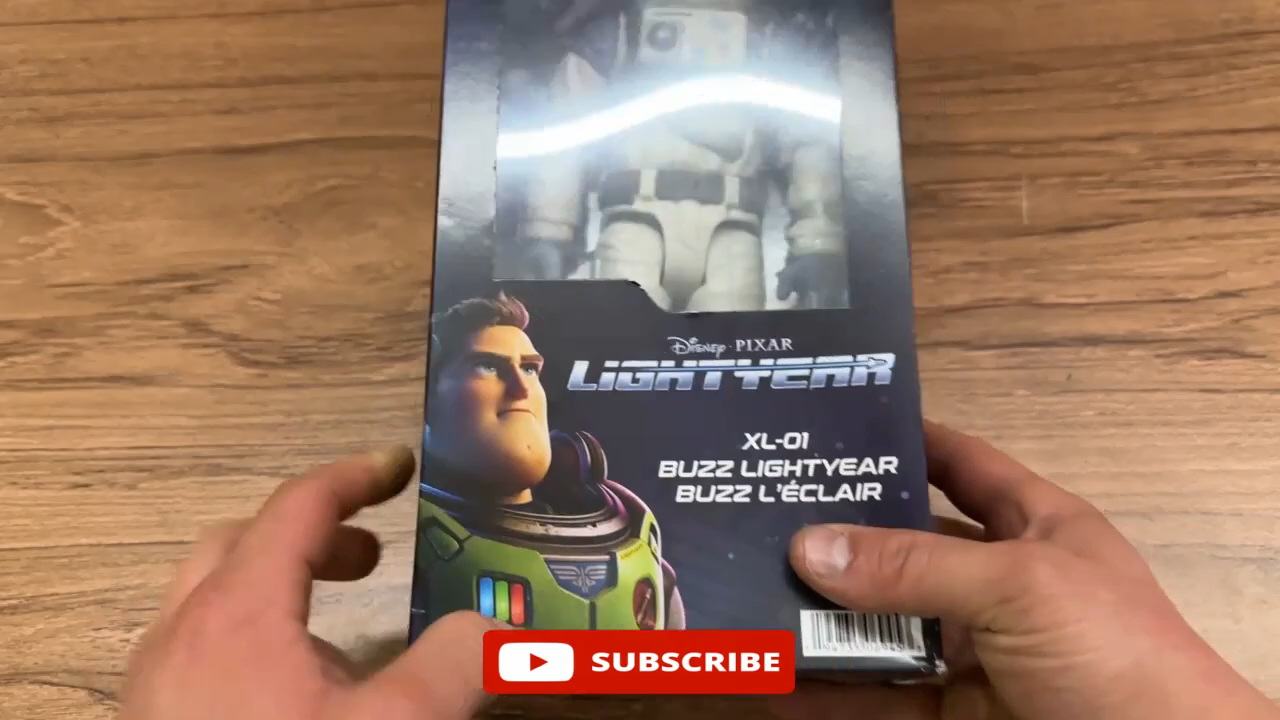 Disney · PIXAR
LIGHTYEAR
XL-01
BUZZ LIGHTYEAR
BUZZ L'ÉCLAIR
SUBSCRIBE